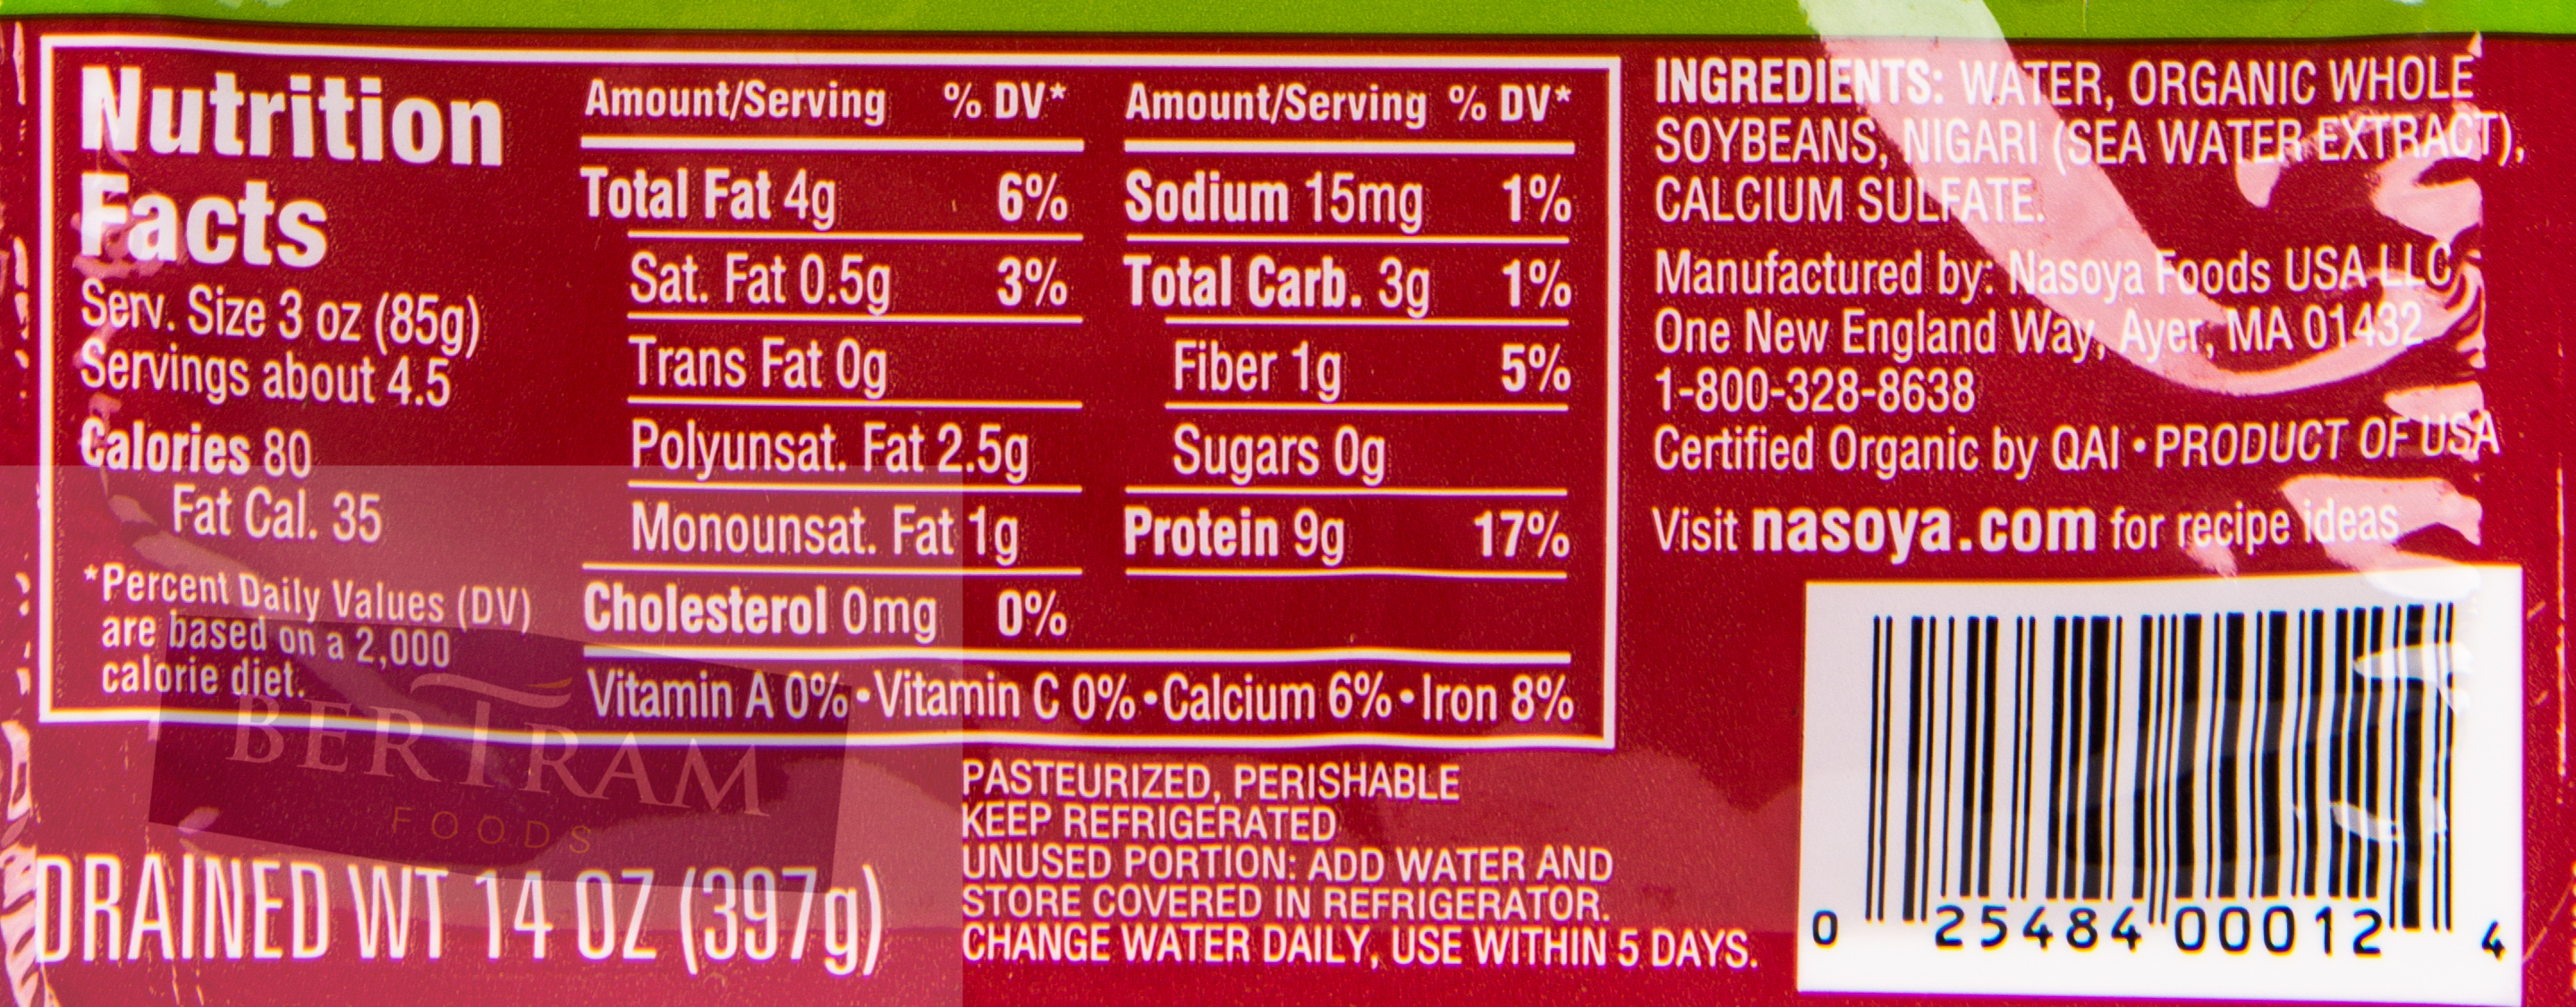 Nutrition
Facts
Serv. Size 3 oz (85g)
Servings about 4.5
Calories 80
Fat Cal. 35
*Percent Daily Values (DV)
are based on a 2,000
calorie diet.
Amount/Serving % DV*
Total Fat 4g 6%
Sat. Fat 0.5g 3%
Trans Fat 0g
Polyunsat. Fat 2.5g
Monounsat. Fat 1g
Cholesterol 0mg 0%
Amount/Serving % DV*
Sodium 15mg 1%
Total Carb. 3g 1%
Fiber 1g 5%
Sugars 0g
Protein 9g 17%
Vitamin A 0% • Vitamin C 0% • Calcium 6% • Iron 8%
INGREDIENTS: WATER, ORGANIC WHOLE
SOYBEANS, NIGARI (SEA WATER EXTRACT),
CALCIUM SULFATE.
Manufactured by: Nasoya Foods USA LLC
One New England Way, Ayer, MA 01432
1-800-328-8638
Certified Organic by QAI • PRODUCT OF USA
Visit nasoya.com for recipe ideas
BERTRAM
FOODS
DRAINED WT 14 OZ (397g)
PASTEURIZED, PERISHABLE
KEEP REFRIGERATED
UNUSED PORTION: ADD WATER AND
STORE COVERED IN REFRIGERATOR.
CHANGE WATER DAILY, USE WITHIN 5 DAYS.
0 25484 00012 4